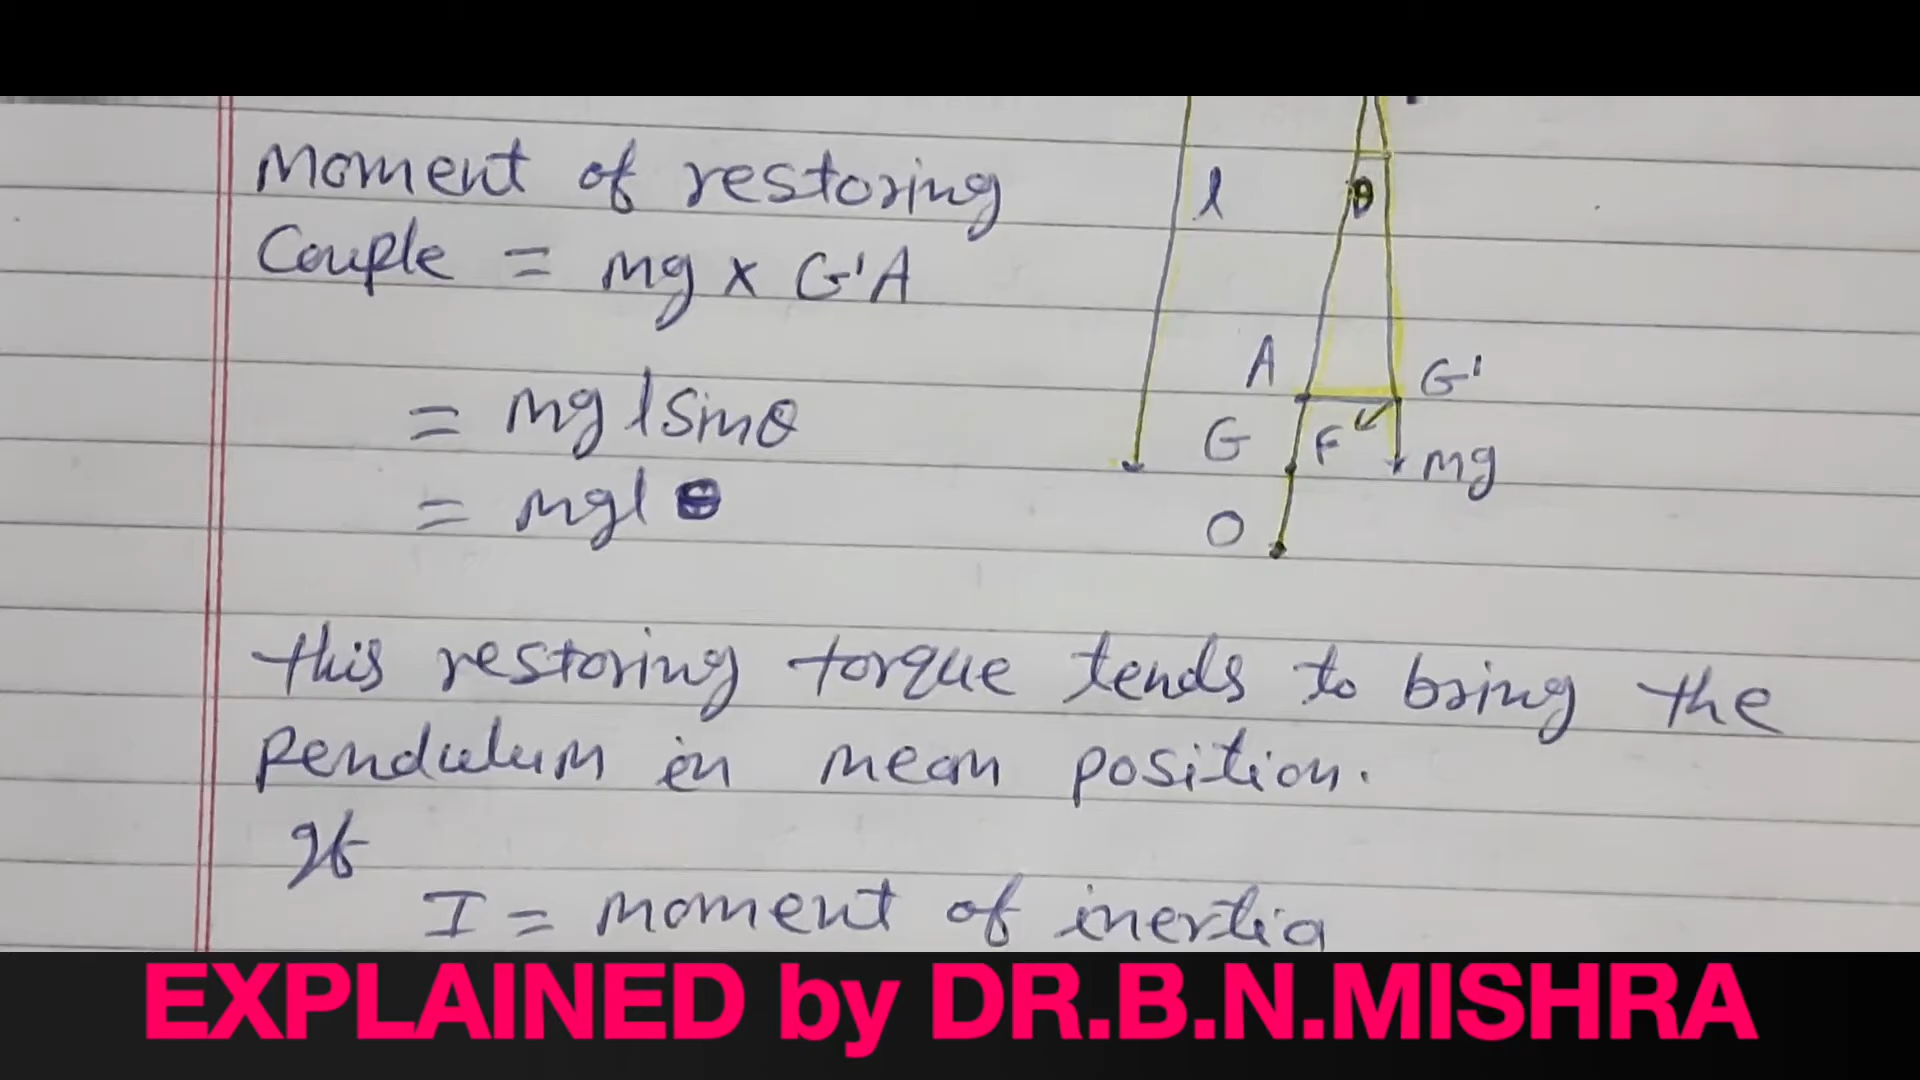 Moment of restoring
Couple = mg x G'A
= mg l sinθ
= mgl θ
l
θ
A
G'
G
F
mg
O
this restoring torque tends to bring the
Pendulum in mean position.
If
I = moment of inertia
EXPLAINED by DR.B.N.MISHRA